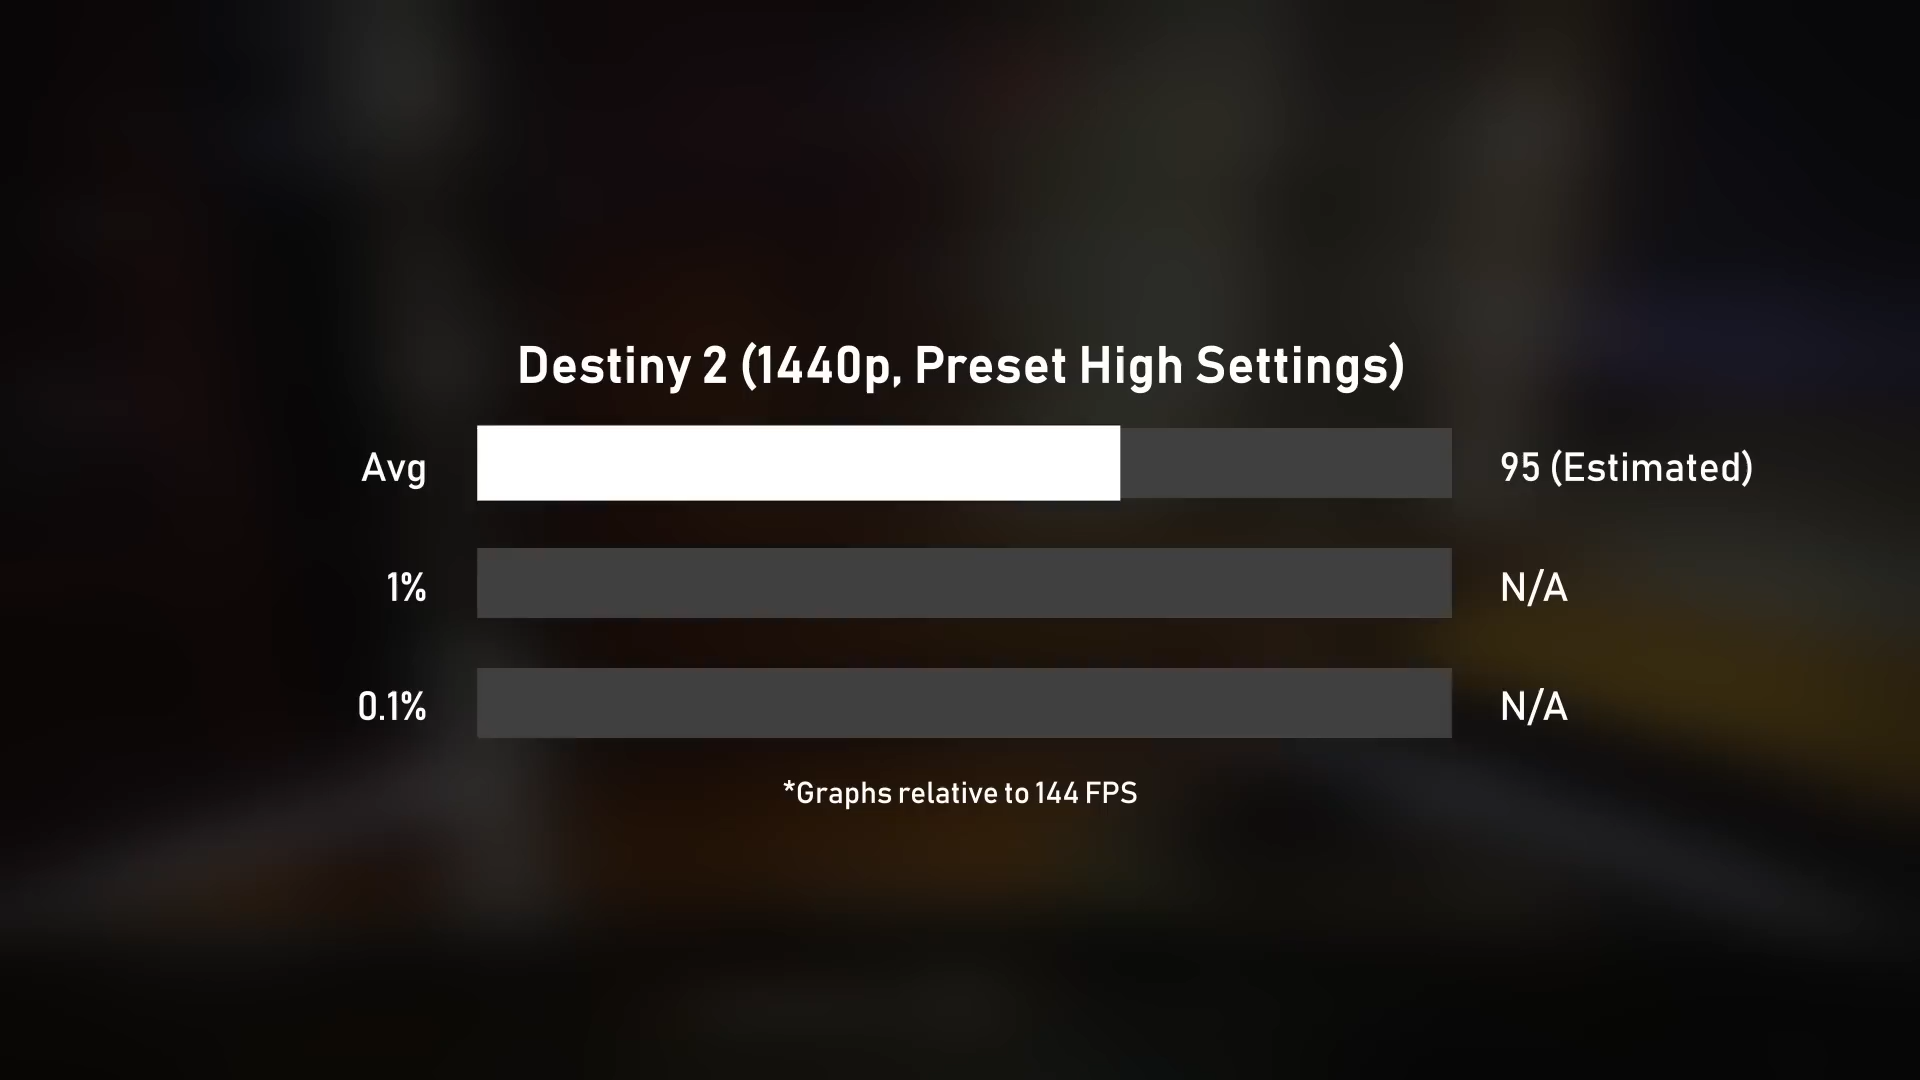 Destiny 2 (1440p, Preset High Settings)
Avg 95 (Estimated)
1% N/A
0.1% N/A
*Graphs relative to 144 FPS